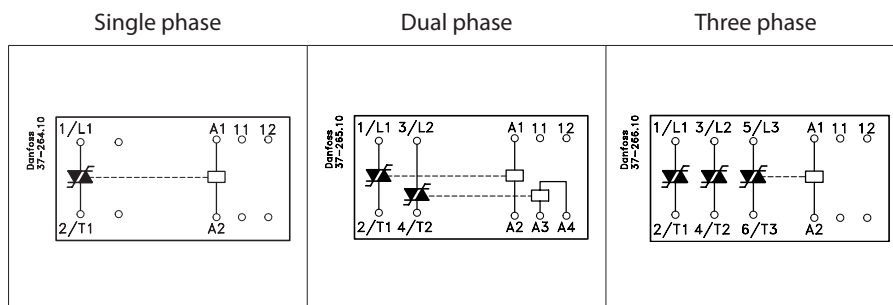 Single phase
Dual phase
Three phase
Danfoss
37-264.10
1/L1
A1 11 12
2/T1
A2
Danfoss
37-265.10
1/L1 3/L2
A1 11 12
2/T1 4/T2
A2 A3 A4
Danfoss
37-266.10
1/L1 3/L2 5/L3
A1 11 12
2/T1 4/T2 6/T3
A2